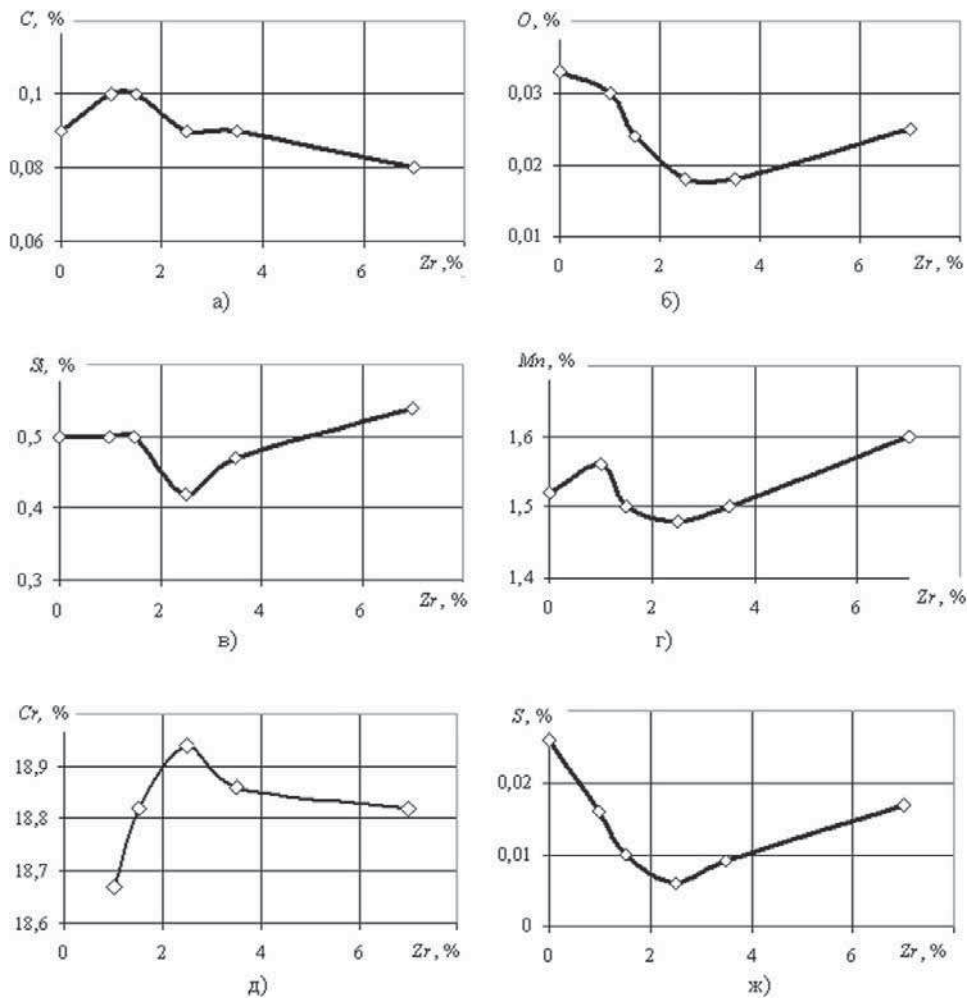 C, %
0,1
0,08
0,06
0 2 4 6 Zr, %
а)
O, %
0,03
0,02
0,01
0 2 4 6 Zr, %
б)
Si, %
0,5
0,4
0,3
0 2 4 6 Zr, %
в)
Mn, %
1,6
1,5
1,4
0 2 4 6 Zr, %
г)
Cr, %
18,9
18,8
18,7
18,6
0 2 4 6 Zr, %
д)
S, %
0,02
0,01
0
0 2 4 6 Zr, %
ж)